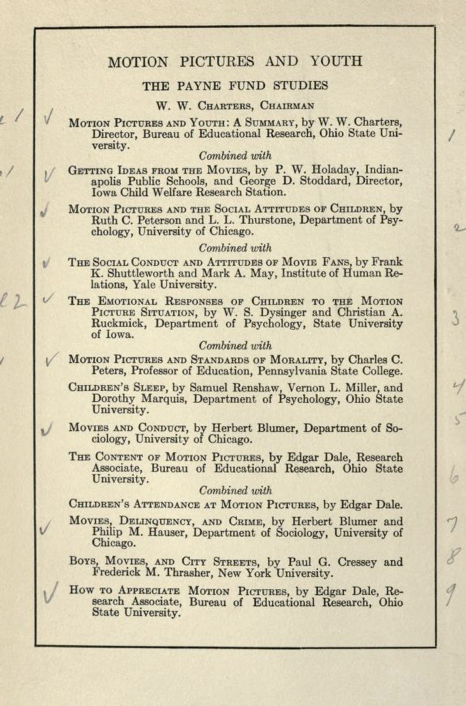 MOTION PICTURES AND YOUTH
THE PAYNE FUND STUDIES
W. W. CHARTERS, CHAIRMAN
MOTION PICTURES AND YOUTH: A SUMMARY, by W. W. Charters,
Director, Bureau of Educational Research, Ohio State Uni-
versity.
Combined with
GETTING IDEAS FROM THE MOVIES, by P. W. Holaday, Indian-
apolis Public Schools, and George D. Stoddard, Director,
Iowa Child Welfare Research Station.
MOTION PICTURES AND THE SOCIAL ATTITUDES OF CHILDREN, by
Ruth C. Peterson and L. L. Thurstone, Department of Psy-
chology, University of Chicago.
Combined with
THE SOCIAL CONDUCT AND ATTITUDES OF MOVIE FANS, by Frank
K. Shuttleworth and Mark A. May, Institute of Human Re-
lations, Yale University.
THE EMOTIONAL RESPONSES OF CHILDREN TO THE MOTION
PICTURE SITUATION, by W. S. Dysinger and Christian A.
Ruckmick, Department of Psychology, State University
of Iowa.
Combined with
MOTION PICTURES AND STANDARDS OF MORALITY, by Charles C.
Peters, Professor of Education, Pennsylvania State College.
CHILDREN'S SLEEP, by Samuel Renshaw, Vernon L. Miller, and
Dorothy Marquis, Department of Psychology, Ohio State
University.
MOVIES AND CONDUCT, by Herbert Blumer, Department of So-
ciology, University of Chicago.
THE CONTENT OF MOTION PICTURES, by Edgar Dale, Research
Associate, Bureau of Educational Research, Ohio State
University.
Combined with
CHILDREN'S ATTENDANCE AT MOTION PICTURES, by Edgar Dale.
MOVIES, DELINQUENCY, AND CRIME, by Herbert Blumer and
Philip M. Hauser, Department of Sociology, University of
Chicago.
BOYS, MOVIES, AND CITY STREETS, by Paul G. Cressey and
Frederick M. Thrasher, New York University.
HOW TO APPRECIATE MOTION PICTURES, by Edgar Dale, Re-
search Associate, Bureau of Educational Research, Ohio
State University.
1
2
3
4
5
6
7
8
9